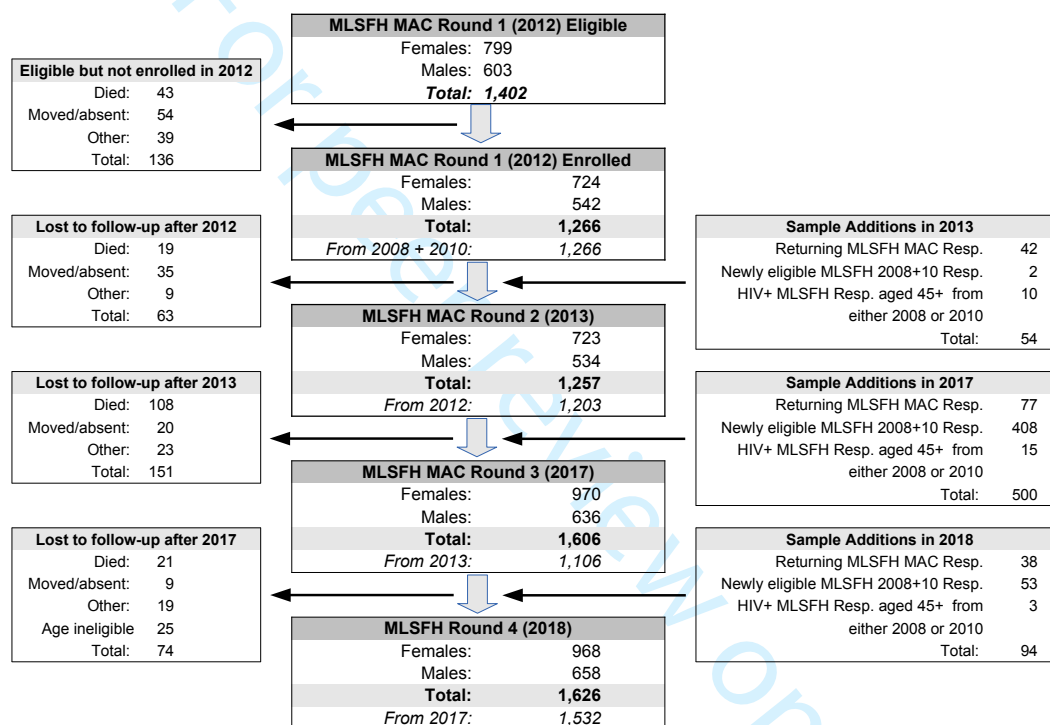 MLSFH MAC Round 1 (2012) Eligible
Females: 799
Males: 603
Total: 1,402
Eligible but not enrolled in 2012
Died: 43
Moved/absent: 54
Other: 39
Total: 136
MLSFH MAC Round 1 (2012) Enrolled
Females: 724
Males: 542
Total: 1,266
From 2008 + 2010: 1,266
Lost to follow-up after 2012
Died: 19
Moved/absent: 35
Other: 9
Total: 63
Sample Additions in 2013
Returning MLSFH MAC Resp. 42
Newly eligible MLSFH 2008+10 Resp. 2
HIV+ MLSFH Resp. aged 45+ from 10
either 2008 or 2010
Total: 54
MLSFH MAC Round 2 (2013)
Females: 723
Males: 534
Total: 1,257
From 2012: 1,203
Lost to follow-up after 2013
Died: 108
Moved/absent: 20
Other: 23
Total: 151
Sample Additions in 2017
Returning MLSFH MAC Resp. 77
Newly eligible MLSFH 2008+10 Resp. 408
HIV+ MLSFH Resp. aged 45+ from 15
either 2008 or 2010
Total: 500
MLSFH MAC Round 3 (2017)
Females: 970
Males: 636
Total: 1,606
From 2013: 1,106
Lost to follow-up after 2017
Died: 21
Moved/absent: 9
Other: 19
Age ineligible 25
Total: 74
Sample Additions in 2018
Returning MLSFH MAC Resp. 38
Newly eligible MLSFH 2008+10 Resp. 53
HIV+ MLSFH Resp. aged 45+ from 3
either 2008 or 2010
Total: 94
MLSFH Round 4 (2018)
Females: 968
Males: 658
Total: 1,626
From 2017: 1,532
For peer review on